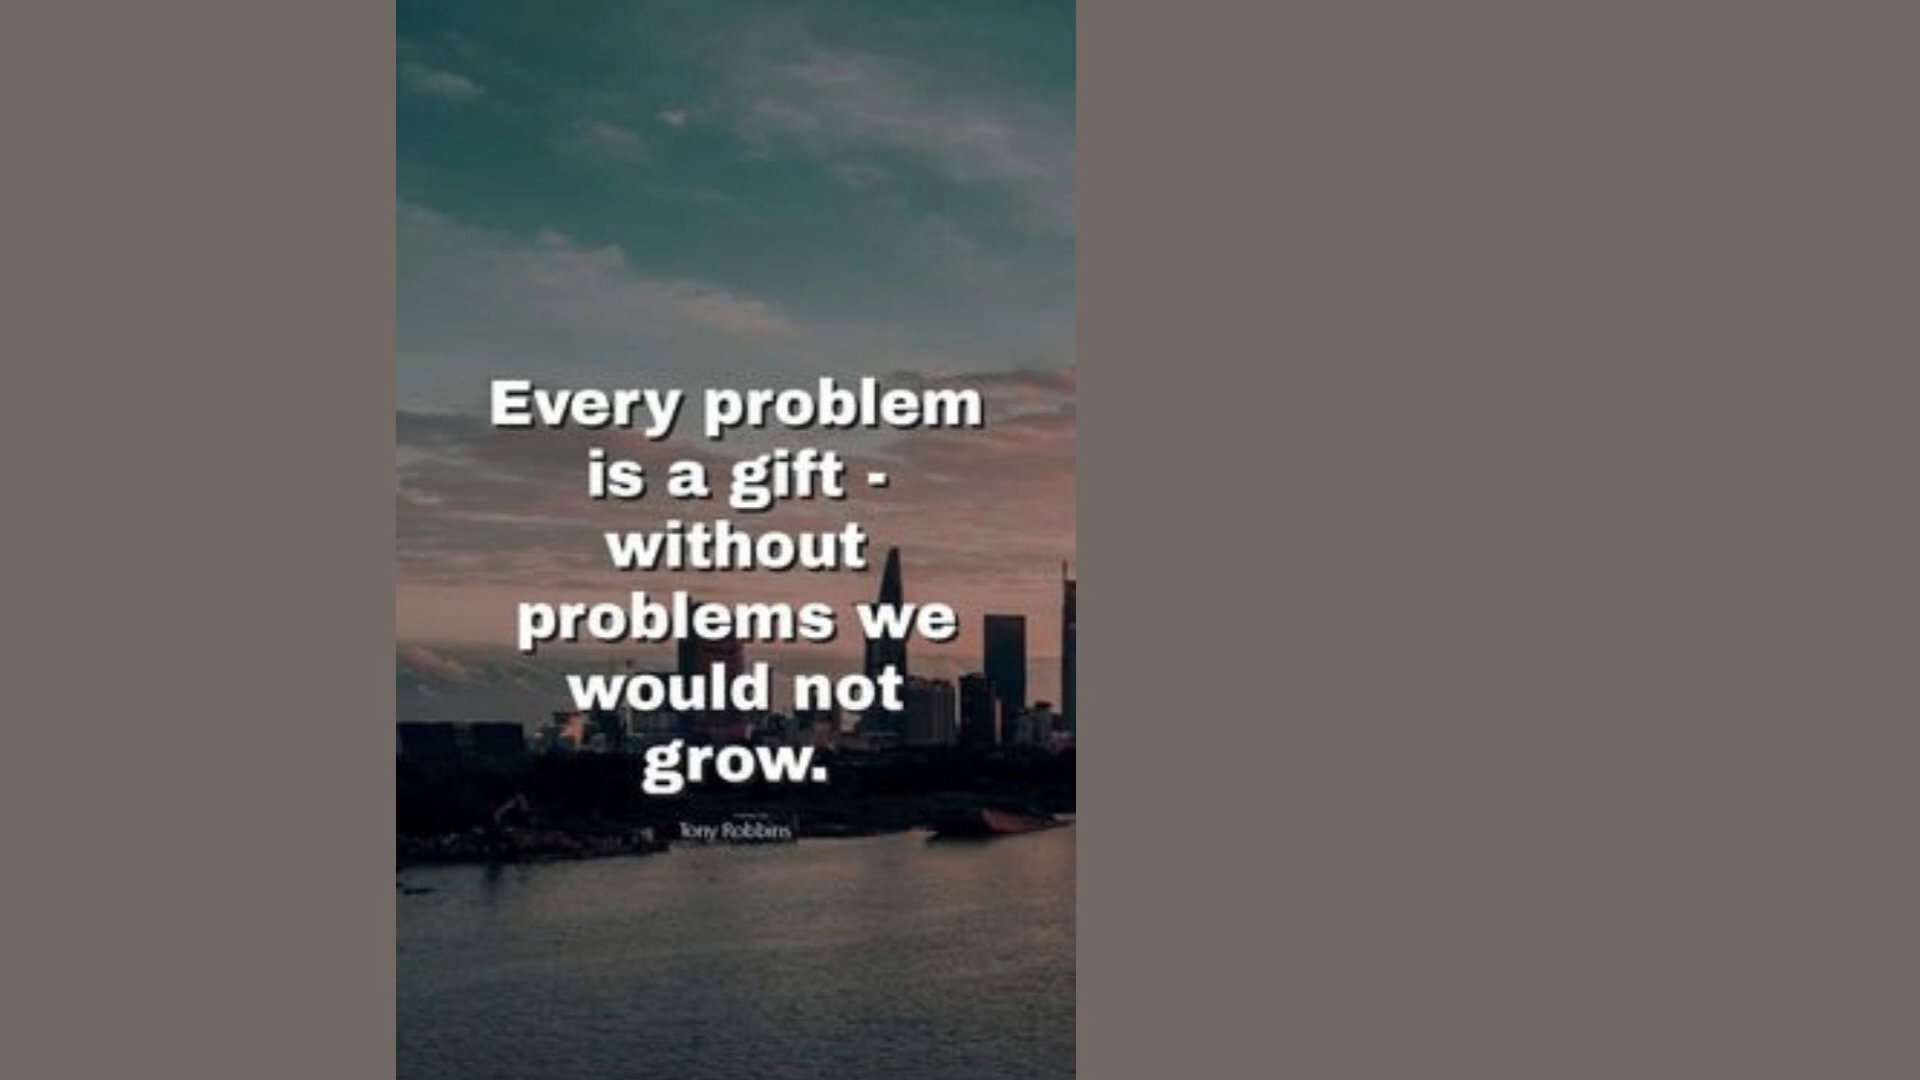 Every problem
is a gift -
without
problems we
would not
grow.
Tony Robbins